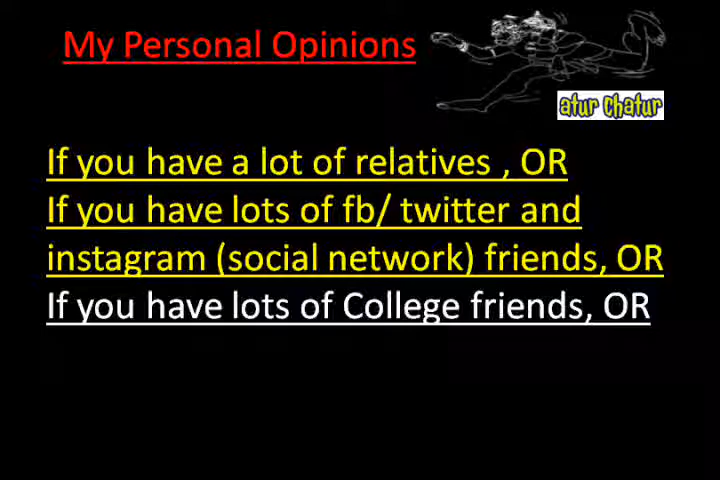 My Personal Opinions
atur chatur
If you have a lot of relatives , OR
If you have lots of fb/ twitter and
instagram (social network) friends, OR
If you have lots of College friends, OR